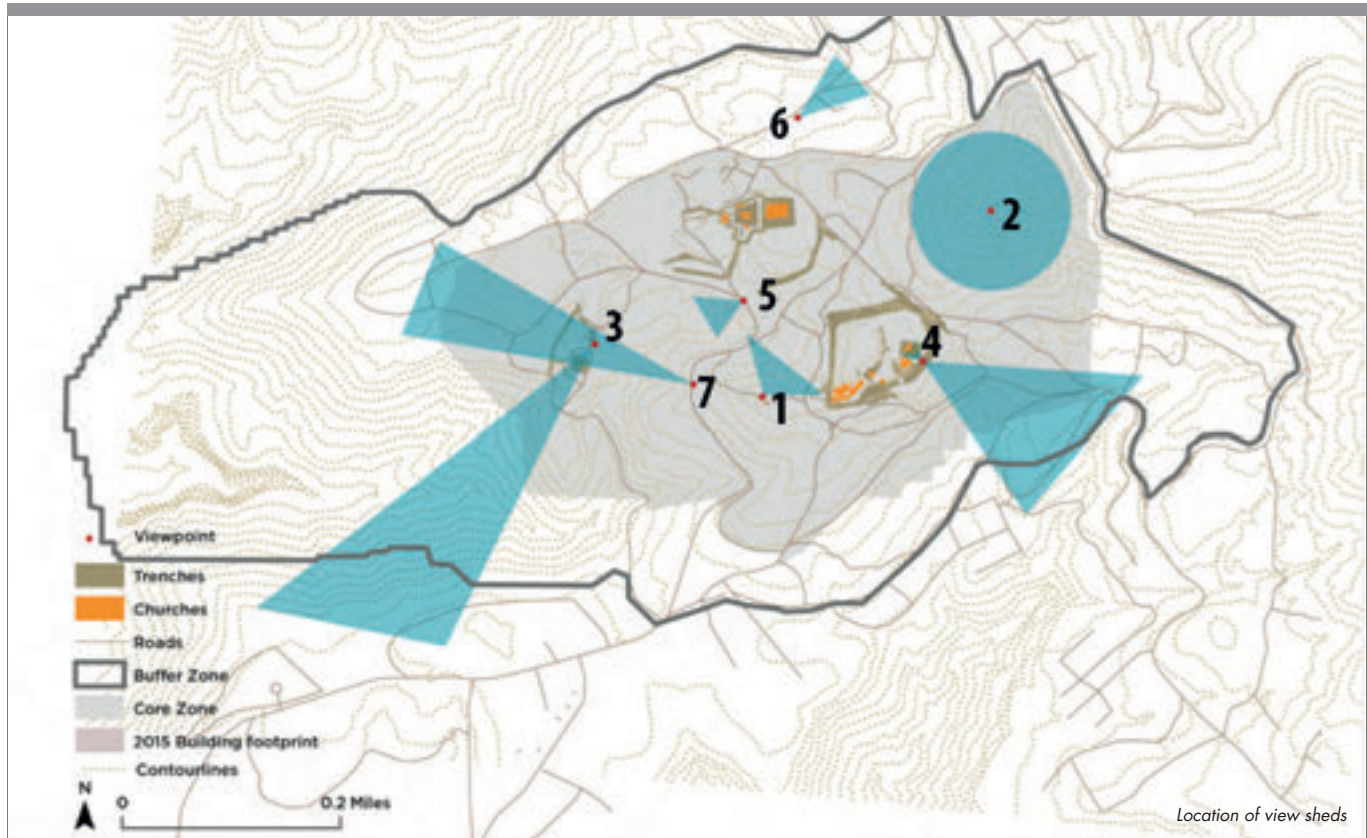 6
2
5
3
4
7
1
Viewpoint
Trenches
Churches
Roads
Buffer Zone
Core Zone
2015 Building footprint
Contourlines
N
0 0.2 Miles
Location of view sheds